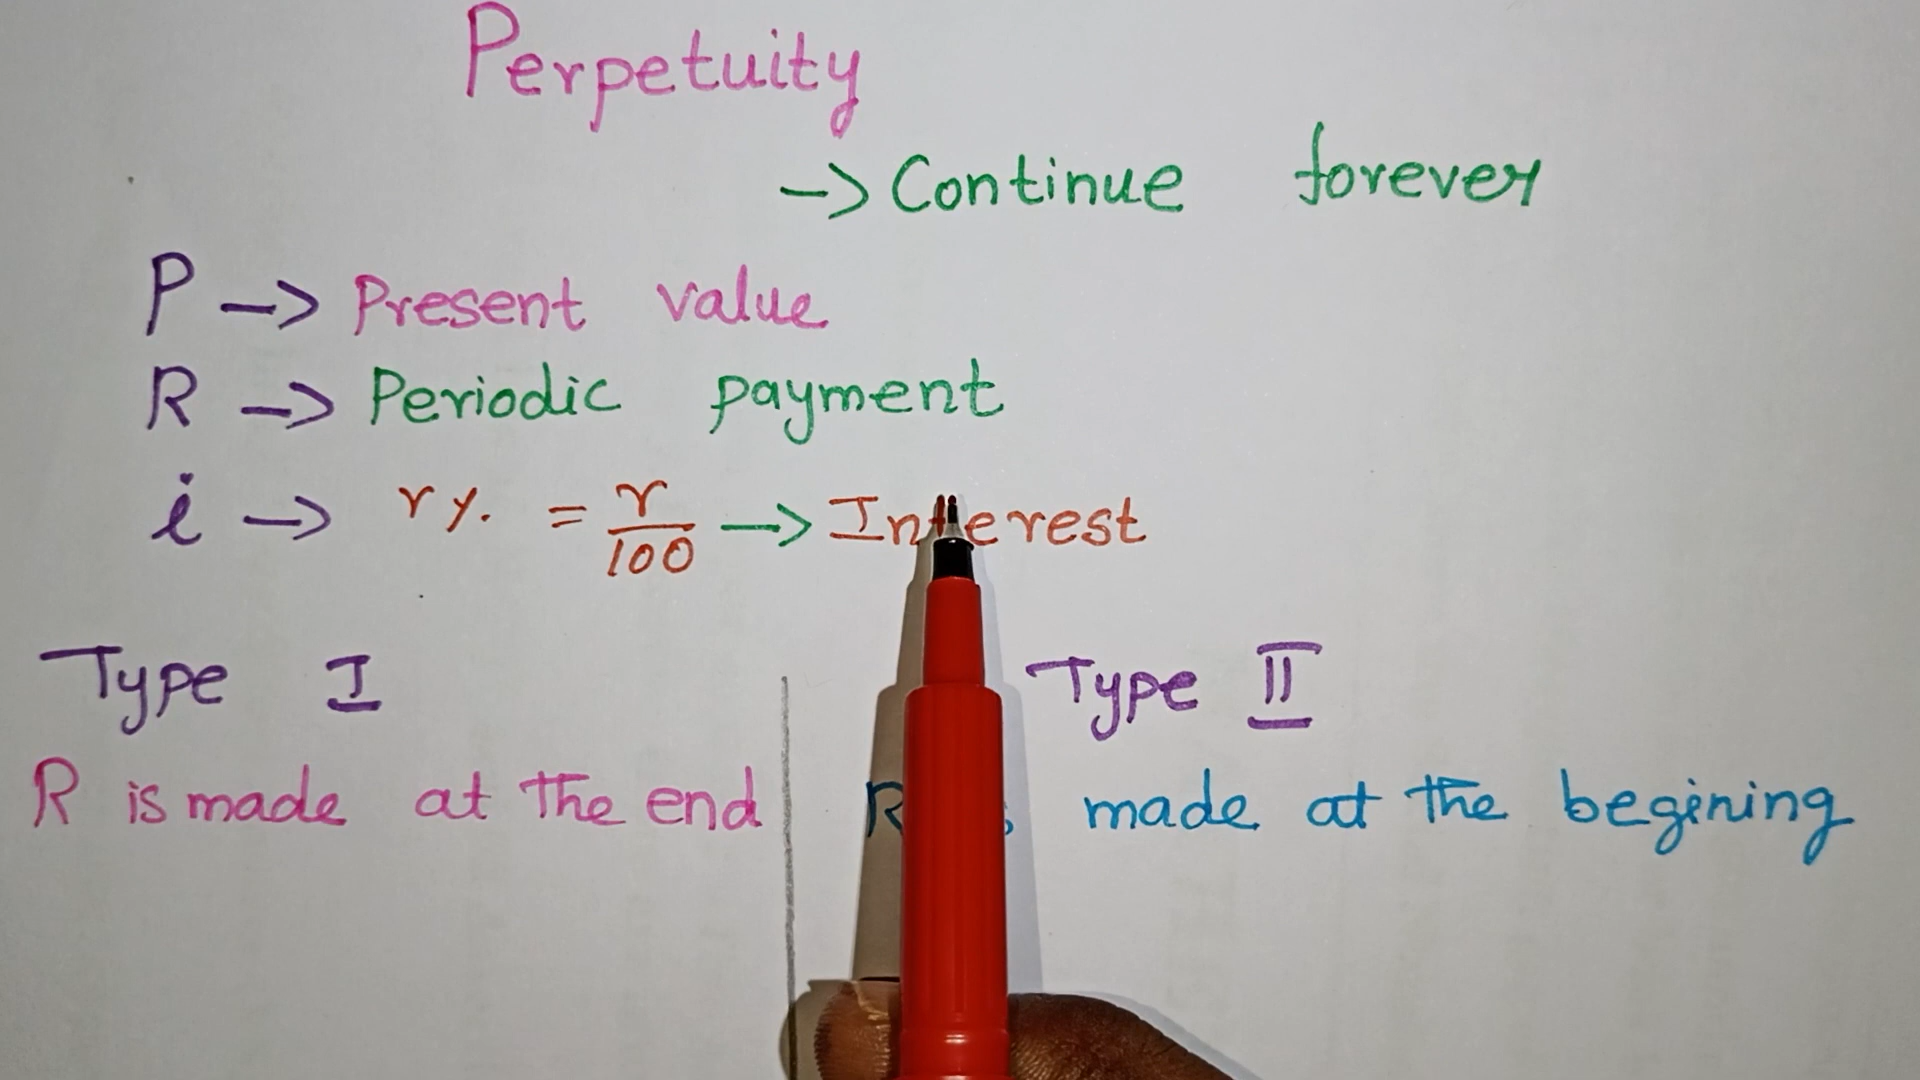 Perpetuity
-> Continue forever
P -> Present value
R -> Periodic payment
i -> r%. = r/100 -> Interest
Type I
R is made at the end
Type II
R made at the begining